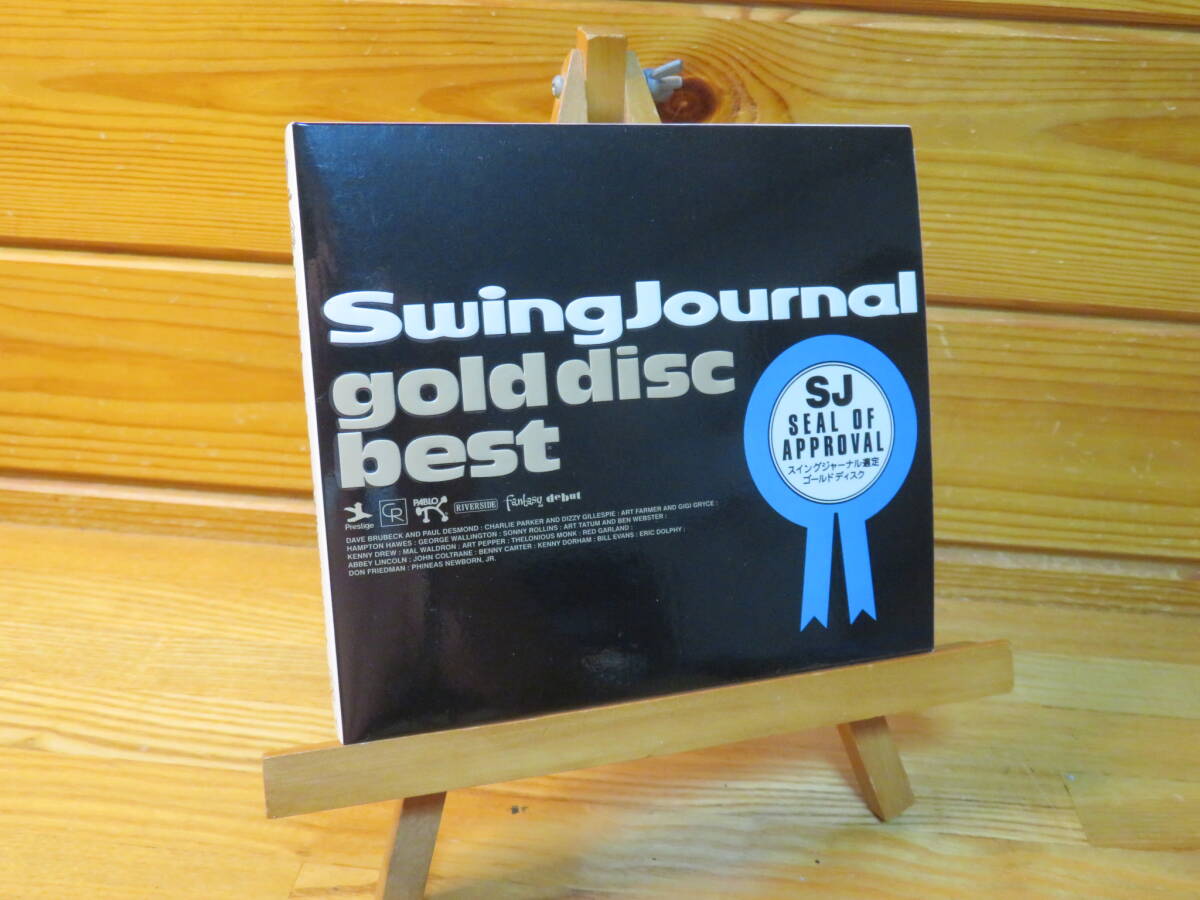 SwingJournal
gold disc
best
SJ
SEAL OF
APPROVAL
スイングジャーナル選定
ゴールドディスク
Prestige
CR
PABLO
RIVERSIDE
fantasy
debut
DAVE BRUBECK AND PAUL DESMOND : CHARLIE PARKER AND DIZZY GILLESPIE : ART FARMER AND GIGI GRYCE :
HAMPTON HAWES : GEORGE WALLINGTON : SONNY ROLLINS : ART TATUM AND BEN WEBSTER :
KENNY DREW : MAL WALDRON : ART PEPPER : THELONIOUS MONK : RED GARLAND :
ABBEY LINCOLN : JOHN COLTRANE : BENNY CARTER : KENNY DORHAM : BILL EVANS : ERIC DOLPHY :
DON FRIEDMAN : PHINEAS NEWBORN, JR.